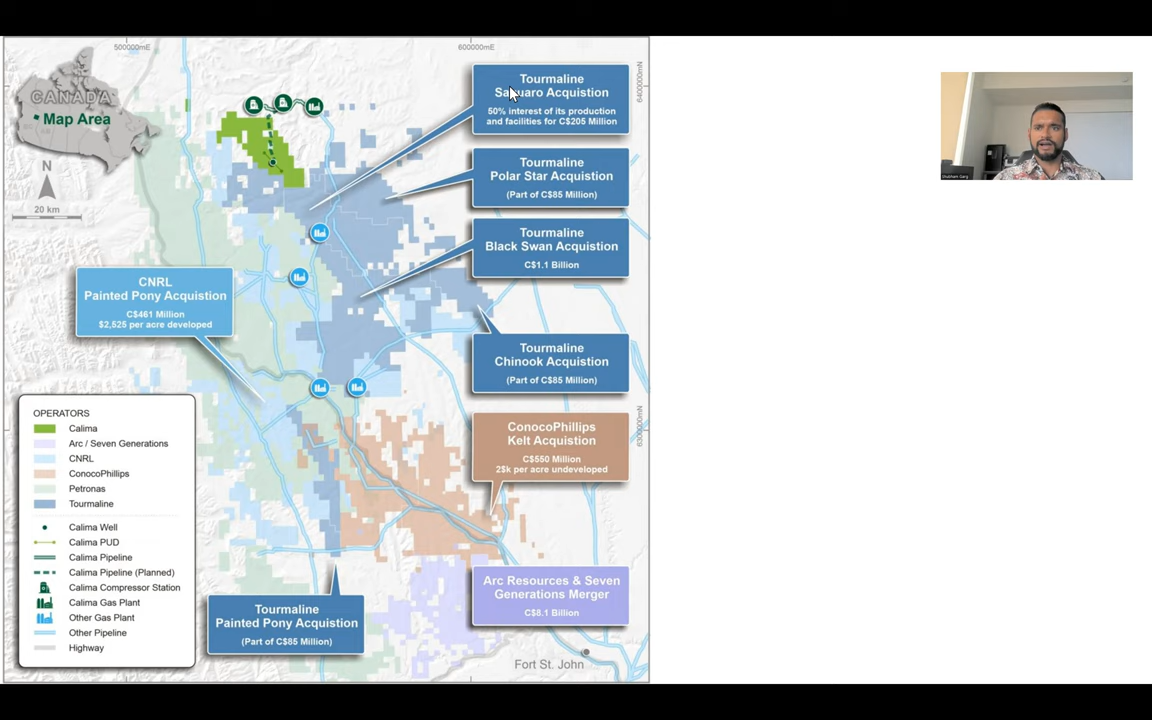 500000mE
600000mE
6400000mN
6300000mN
CANADA
Map Area
N
20 km
Tourmaline
Saguaro Acquistion
50% interest of its production
and facilities for C$205 Million
Tourmaline
Polar Star Acquistion
(Part of C$85 Million)
Tourmaline
Black Swan Acquistion
C$1.1 Billion
CNRL
Painted Pony Acquistion
C$461 Million
$2,525 per acre developed
Tourmaline
Chinook Acquistion
(Part of C$85 Million)
ConocoPhillips
Kelt Acquistion
C$550 Million
2$k per acre undeveloped
Arc Resources & Seven
Generations Merger
C$8.1 Billion
Tourmaline
Painted Pony Acquistion
(Part of C$85 Million)
Fort St. John
OPERATORS
Calima
Arc / Seven Generations
CNRL
ConocoPhillips
Petronas
Tourmaline
Calima Well
Calima PUD
Calima Pipeline
Calima Pipeline (Planned)
Calima Compressor Station
Calima Gas Plant
Other Gas Plant
Other Pipeline
Highway
Shubham Garg